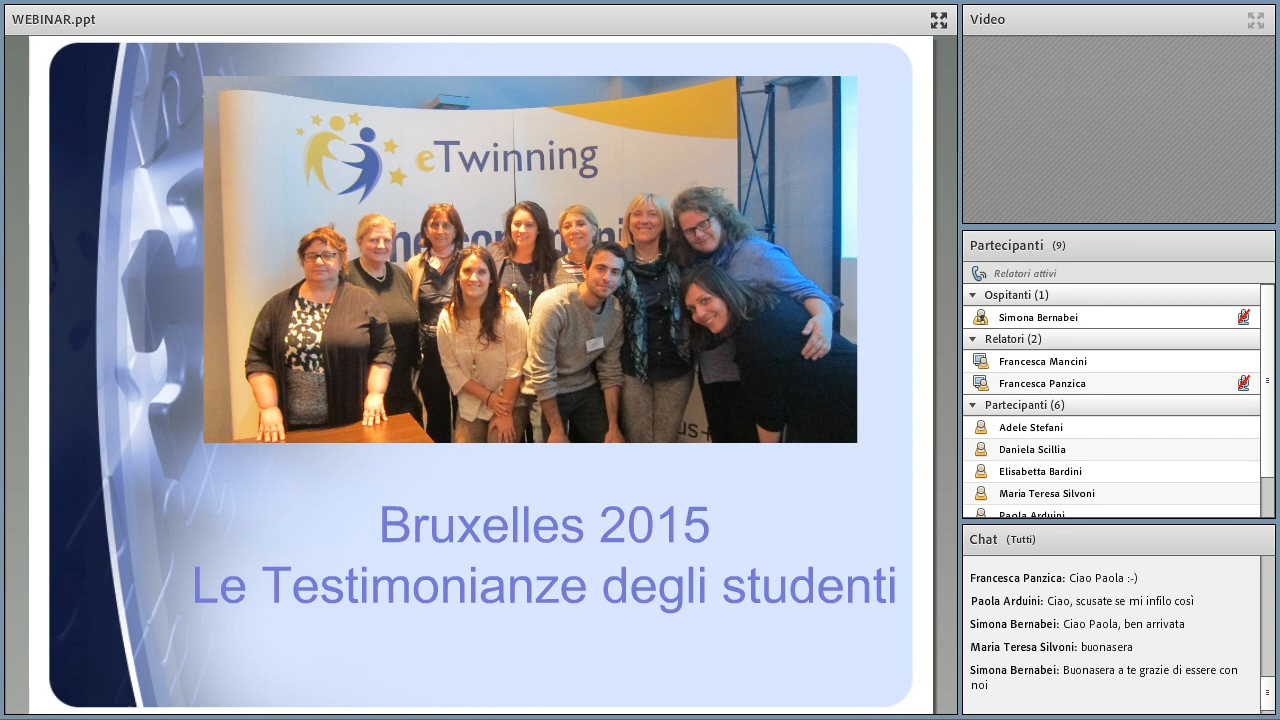 WEBINAR.ppt
eTwinning
us+
Bruxelles 2015
Le Testimonianze degli studenti
Video
Partecipanti (9)
Relatori attivi
Ospitanti (1)
Simona Bernabei
Relatori (2)
Francesca Mancini
Francesca Panzica
Partecipanti (6)
Adele Stefani
Daniela Scillia
Elisabetta Bardini
Maria Teresa Silvoni
Paola Arduini
Chat (Tutti)
Francesca Panzica: Ciao Paola :-)
Paola Arduini: Ciao, scusate se mi infilo così
Simona Bernabei: Ciao Paola, ben arrivata
Maria Teresa Silvoni: buonasera
Simona Bernabei: Buonasera a te grazie di essere con
noi